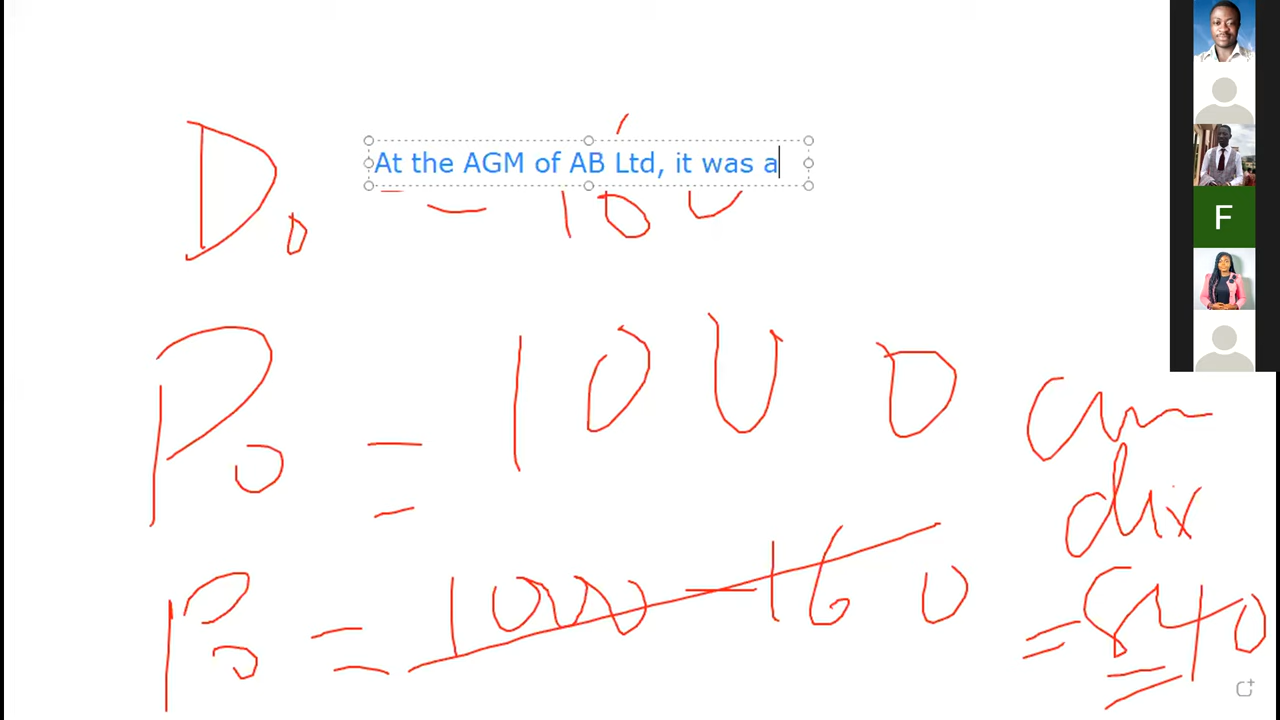 At the AGM of AB Ltd, it was a
D0 = 160
P0 = 1000 cum
div
P0 = 1000 - 160 = 840
F